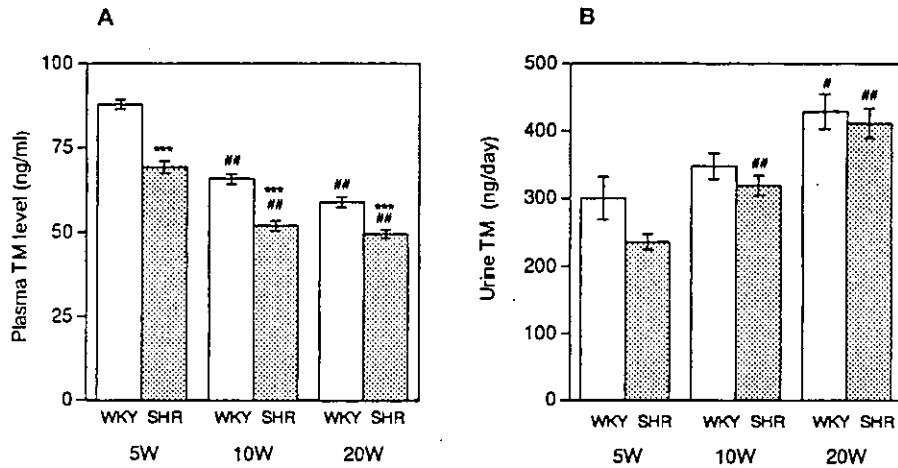 A
100
75
50
25
0
Plasma TM level (ng/ml)
***
##
***
##
##
***
##
WKY SHR WKY SHR WKY SHR
5W 10W 20W
B
500
400
300
200
100
0
Urine TM (ng/day)
##
#
##
WKY SHR WKY SHR WKY SHR
5W 10W 20W